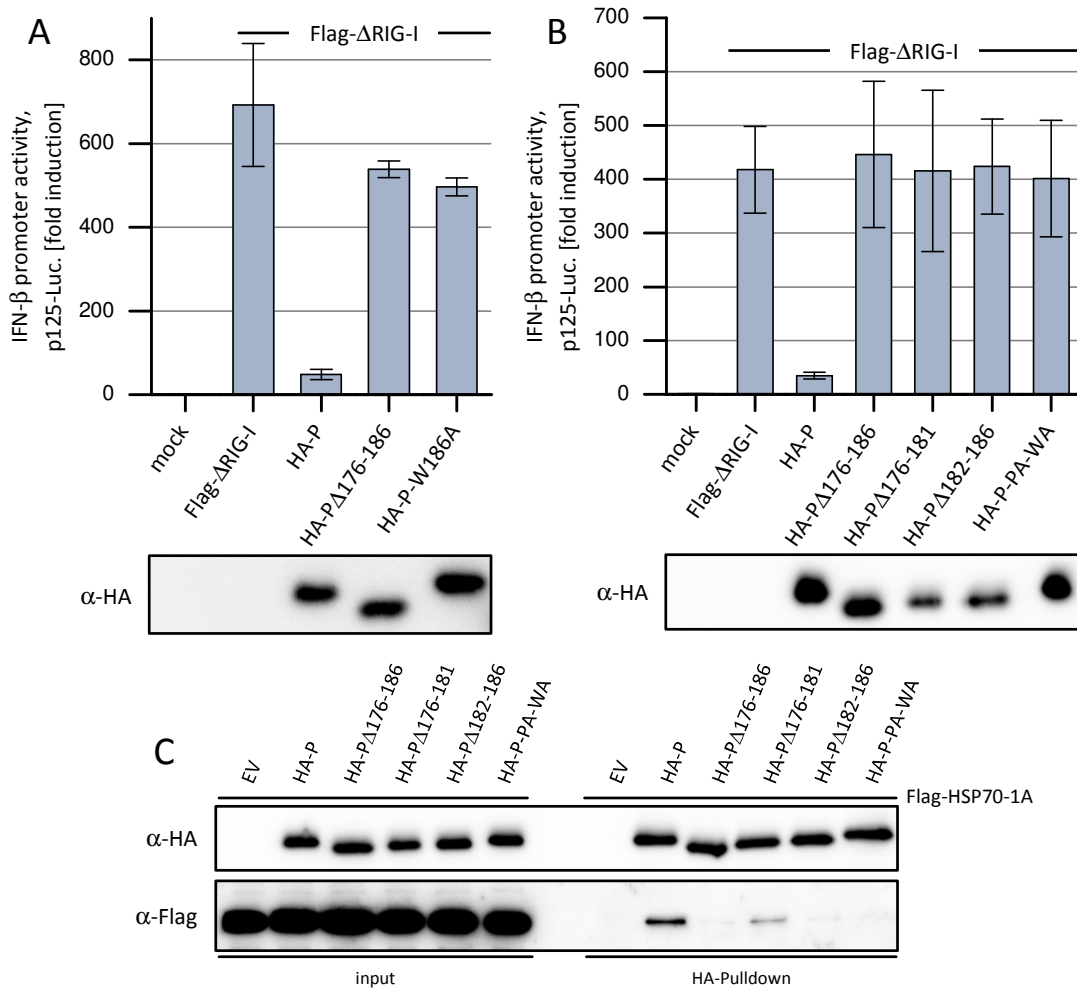 A
Flag-ΔRIG-I
IFN-β promoter activity,
p125-Luc. [fold induction]
800
600
400
200
0
mock
Flag-ΔRIG-I
HA-P
HA-PΔ176-186
HA-P-W186A
α-HA
B
Flag-ΔRIG-I
IFN-β promoter activity,
p125-Luc. [fold induction]
700
600
500
400
300
200
100
0
mock
Flag-ΔRIG-I
HA-P
HA-PΔ176-186
HA-PΔ176-181
HA-PΔ182-186
HA-P-PA-WA
α-HA
C
EV
HA-P
HA-PΔ176-186
HA-PΔ176-181
HA-PΔ182-186
HA-P-PA-WA
EV
HA-P
HA-PΔ176-186
HA-PΔ176-181
HA-PΔ182-186
HA-P-PA-WA
Flag-HSP70-1A
α-HA
α-Flag
input
HA-Pulldown